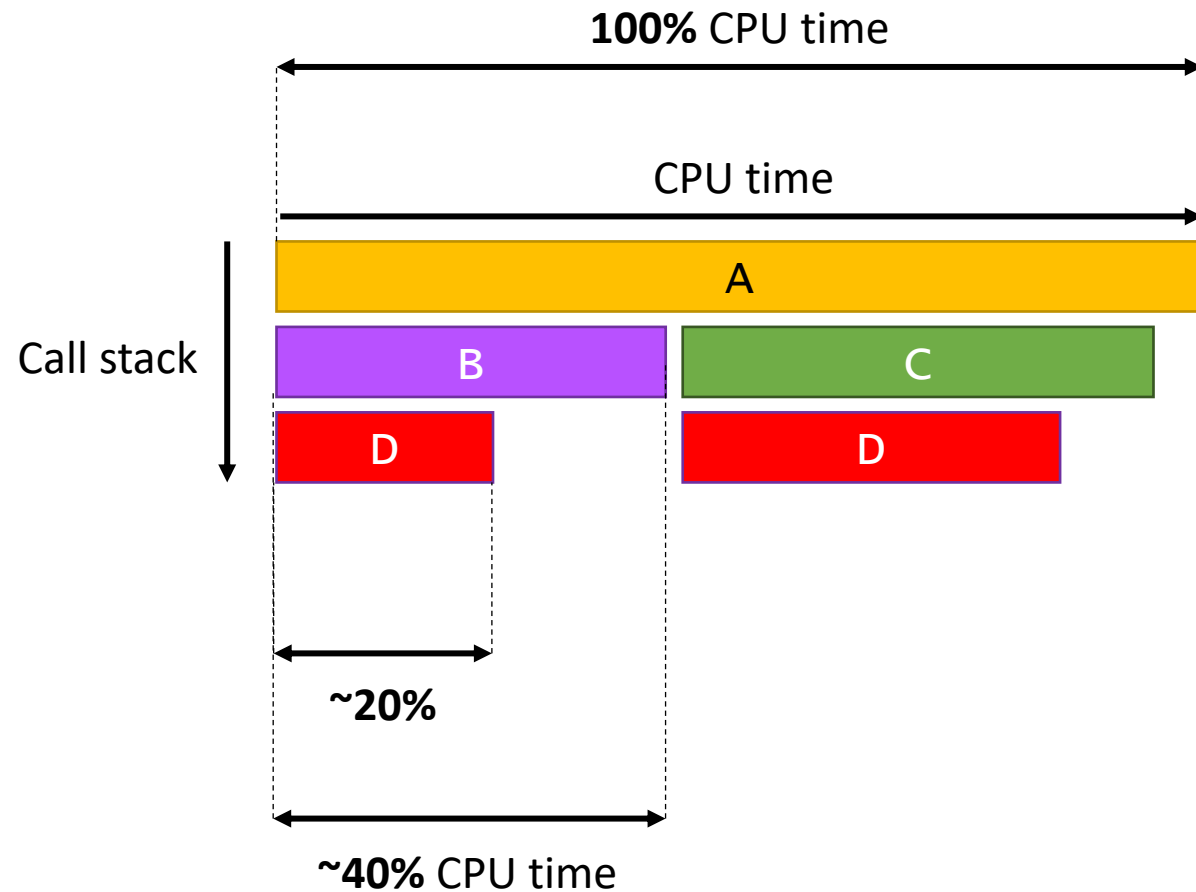 100% CPU time
CPU time
A
Call stack
B
C
D
D
~20%
~40% CPU time